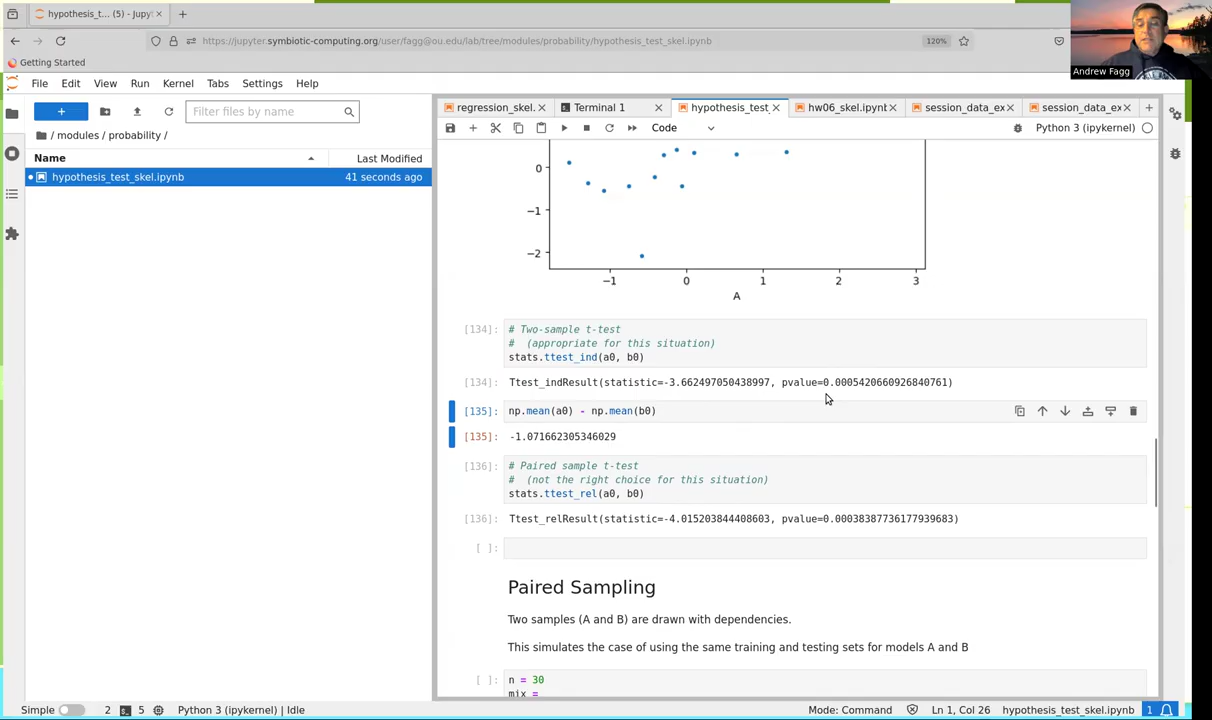 hypothesis_t... (5) - Jupyt
https://jupyter.symbiotic-computing.org/user/fagg@ou.edu/lab/tree/modules/probability/hypothesis_test_skel.ipynb
120%
Getting Started
Andrew Fagg
File Edit View Run Kernel Tabs Settings Help
Filter files by name
/ modules / probability /
Name
Last Modified
hypothesis_test_skel.ipynb
41 seconds ago
regression_skel.
Terminal 1
hypothesis_test_
hw06_skel.ipynt
session_data_ex
session_data_ex
Code
Python 3 (ipykernel)
0
−1
−2
−1 0 1 2 3
A
[134]:
# Two-sample t-test
# (appropriate for this situation)
stats.ttest_ind(a0, b0)
[134]: Ttest_indResult(statistic=-3.662497050438997, pvalue=0.0005420660926840761)
[135]: np.mean(a0) - np.mean(b0)
[135]: -1.071662305346029
[136]:
# Paired sample t-test
# (not the right choice for this situation)
stats.ttest_rel(a0, b0)
[136]: Ttest_relResult(statistic=-4.015203844408603, pvalue=0.00038387736177939683)
[ ]:
Paired Sampling
Two samples (A and B) are drawn with dependencies.
This simulates the case of using the same training and testing sets for models A and B
[ ]: n = 30
mix =
Simple
2
5
Python 3 (ipykernel) | Idle
Mode: Command
Ln 1, Col 26
hypothesis_test_skel.ipynb
1